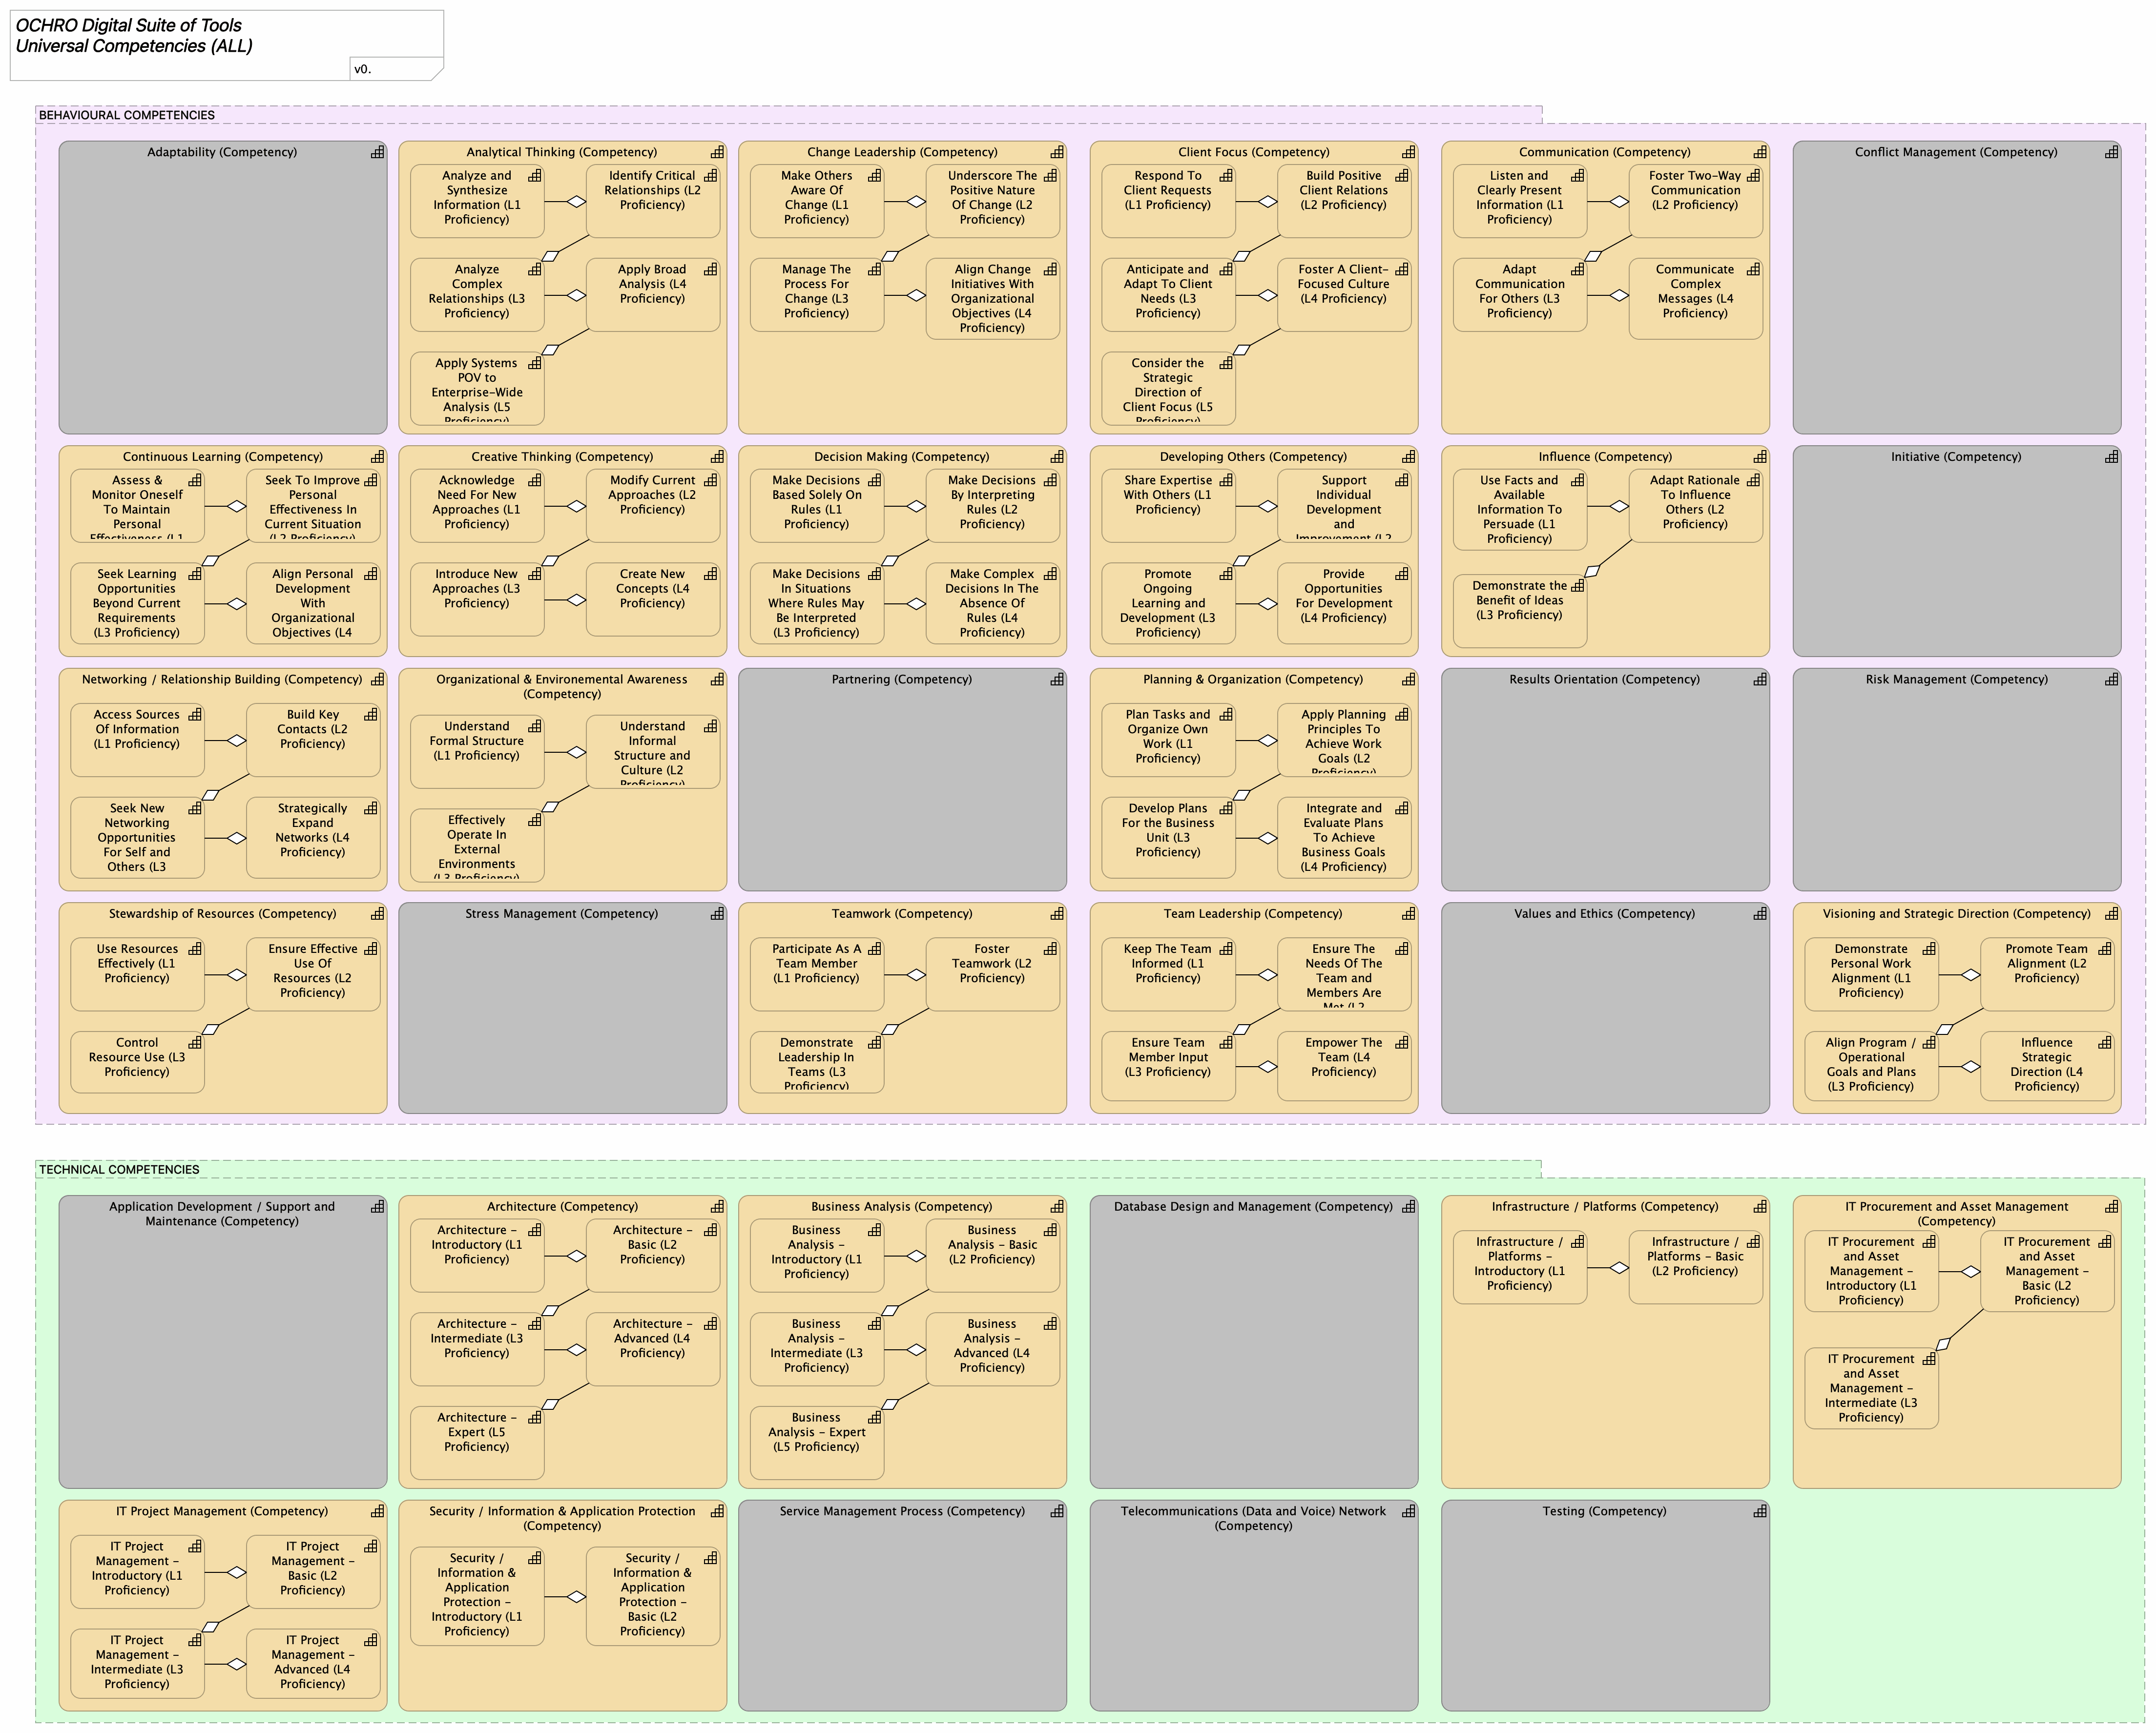 OCHRO Digital Suite of Tools
Universal Competencies (ALL)
v0.
BEHAVIOURAL COMPETENCIES
Adaptability (Competency)
Analytical Thinking (Competency)
Analyze and
Synthesize
Information (L1
Proficiency)
Identify Critical
Relationships (L2
Proficiency)
Analyze
Complex
Relationships (L3
Proficiency)
Apply Broad
Analysis (L4
Proficiency)
Apply Systems
POV to
Enterprise-Wide
Analysis (L5
Proficiency)
Change Leadership (Competency)
Make Others
Aware Of
Change (L1
Proficiency)
Underscore The
Positive Nature
Of Change (L2
Proficiency)
Manage The
Process For
Change (L3
Proficiency)
Align Change
Initiatives With
Organizational
Objectives (L4
Proficiency)
Client Focus (Competency)
Respond To
Client Requests
(L1 Proficiency)
Build Positive
Client Relations
(L2 Proficiency)
Anticipate and
Adapt To Client
Needs (L3
Proficiency)
Foster A Client-
Focused Culture
(L4 Proficiency)
Consider the
Strategic
Direction of
Client Focus (L5
Proficiency)
Communication (Competency)
Listen and
Clearly Present
Information (L1
Proficiency)
Foster Two-Way
Communication
(L2 Proficiency)
Adapt
Communication
For Others (L3
Proficiency)
Communicate
Complex
Messages (L4
Proficiency)
Conflict Management (Competency)
Continuous Learning (Competency)
Assess &
Monitor Oneself
To Maintain
Personal
Effectiveness (L1
Seek To Improve
Personal
Effectiveness In
Current Situation
(L2 Proficiency)
Seek Learning
Opportunities
Beyond Current
Requirements
(L3 Proficiency)
Align Personal
Development
With
Organizational
Objectives (L4
Creative Thinking (Competency)
Acknowledge
Need For New
Approaches (L1
Proficiency)
Modify Current
Approaches (L2
Proficiency)
Introduce New
Approaches (L3
Proficiency)
Create New
Concepts (L4
Proficiency)
Decision Making (Competency)
Make Decisions
Based Solely On
Rules (L1
Proficiency)
Make Decisions
By Interpreting
Rules (L2
Proficiency)
Make Decisions
In Situations
Where Rules May
Be Interpreted
(L3 Proficiency)
Make Complex
Decisions In The
Absence Of
Rules (L4
Proficiency)
Developing Others (Competency)
Share Expertise
With Others (L1
Proficiency)
Support
Individual
Development
and
Improvement (L2
Promote
Ongoing
Learning and
Development (L3
Proficiency)
Provide
Opportunities
For Development
(L4 Proficiency)
Influence (Competency)
Use Facts and
Available
Information To
Persuade (L1
Proficiency)
Adapt Rationale
To Influence
Others (L2
Proficiency)
Demonstrate the
Benefit of Ideas
(L3 Proficiency)
Initiative (Competency)
Networking / Relationship Building (Competency)
Access Sources
Of Information
(L1 Proficiency)
Build Key
Contacts (L2
Proficiency)
Seek New
Networking
Opportunities
For Self and
Others (L3
Strategically
Expand
Networks (L4
Proficiency)
Organizational & Environemental Awareness
(Competency)
Understand
Formal Structure
(L1 Proficiency)
Understand
Informal
Structure and
Culture (L2
Proficiency)
Effectively
Operate In
External
Environments
(L3 Proficiency)
Partnering (Competency)
Planning & Organization (Competency)
Plan Tasks and
Organize Own
Work (L1
Proficiency)
Apply Planning
Principles To
Achieve Work
Goals (L2
Proficiency)
Develop Plans
For the Business
Unit (L3
Proficiency)
Integrate and
Evaluate Plans
To Achieve
Business Goals
(L4 Proficiency)
Results Orientation (Competency)
Risk Management (Competency)
Stewardship of Resources (Competency)
Use Resources
Effectively (L1
Proficiency)
Ensure Effective
Use Of
Resources (L2
Proficiency)
Control
Resource Use (L3
Proficiency)
Stress Management (Competency)
Teamwork (Competency)
Participate As A
Team Member
(L1 Proficiency)
Foster
Teamwork (L2
Proficiency)
Demonstrate
Leadership In
Teams (L3
Proficiency)
Team Leadership (Competency)
Keep The Team
Informed (L1
Proficiency)
Ensure The
Needs Of The
Team and
Members Are
Met (L2
Ensure Team
Member Input
(L3 Proficiency)
Empower The
Team (L4
Proficiency)
Values and Ethics (Competency)
Visioning and Strategic Direction (Competency)
Demonstrate
Personal Work
Alignment (L1
Proficiency)
Promote Team
Alignment (L2
Proficiency)
Align Program /
Operational
Goals and Plans
(L3 Proficiency)
Influence
Strategic
Direction (L4
Proficiency)
TECHNICAL COMPETENCIES
Application Development / Support and
Maintenance (Competency)
Architecture (Competency)
Architecture –
Introductory (L1
Proficiency)
Architecture –
Basic (L2
Proficiency)
Architecture –
Intermediate (L3
Proficiency)
Architecture –
Advanced (L4
Proficiency)
Architecture –
Expert (L5
Proficiency)
Business Analysis (Competency)
Business
Analysis –
Introductory (L1
Proficiency)
Business
Analysis – Basic
(L2 Proficiency)
Business
Analysis –
Intermediate (L3
Proficiency)
Business
Analysis –
Advanced (L4
Proficiency)
Business
Analysis – Expert
(L5 Proficiency)
Database Design and Management (Competency)
Infrastructure / Platforms (Competency)
Infrastructure /
Platforms –
Introductory (L1
Proficiency)
Infrastructure /
Platforms – Basic
(L2 Proficiency)
IT Procurement and Asset Management
(Competency)
IT Procurement
and Asset
Management –
Introductory (L1
Proficiency)
IT Procurement
and Asset
Management –
Basic (L2
Proficiency)
IT Procurement
and Asset
Management –
Intermediate (L3
Proficiency)
IT Project Management (Competency)
IT Project
Management –
Introductory (L1
Proficiency)
IT Project
Management –
Basic (L2
Proficiency)
IT Project
Management –
Intermediate (L3
Proficiency)
IT Project
Management –
Advanced (L4
Proficiency)
Security / Information & Application Protection
(Competency)
Security /
Information &
Application
Protection –
Introductory (L1
Proficiency)
Security /
Information &
Application
Protection –
Basic (L2
Proficiency)
Service Management Process (Competency)
Telecommunications (Data and Voice) Network
(Competency)
Testing (Competency)